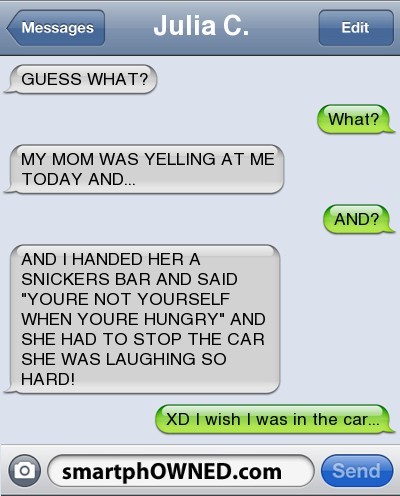 Messages
Julia C.
Edit
GUESS WHAT?
What?
MY MOM WAS YELLING AT ME
TODAY AND...
AND?
AND I HANDED HER A
SNICKERS BAR AND SAID
"YOURE NOT YOURSELF
WHEN YOURE HUNGRY" AND
SHE HAD TO STOP THE CAR
SHE WAS LAUGHING SO
HARD!
XD I wish I was in the car...
smartphOWNED.com
Send